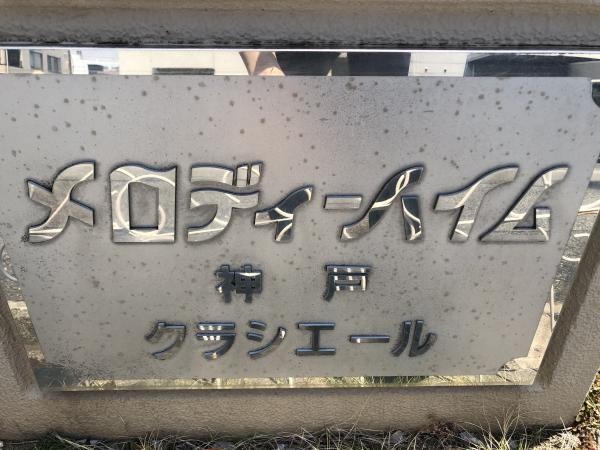 メロディーハイム
神戸
クラシエール